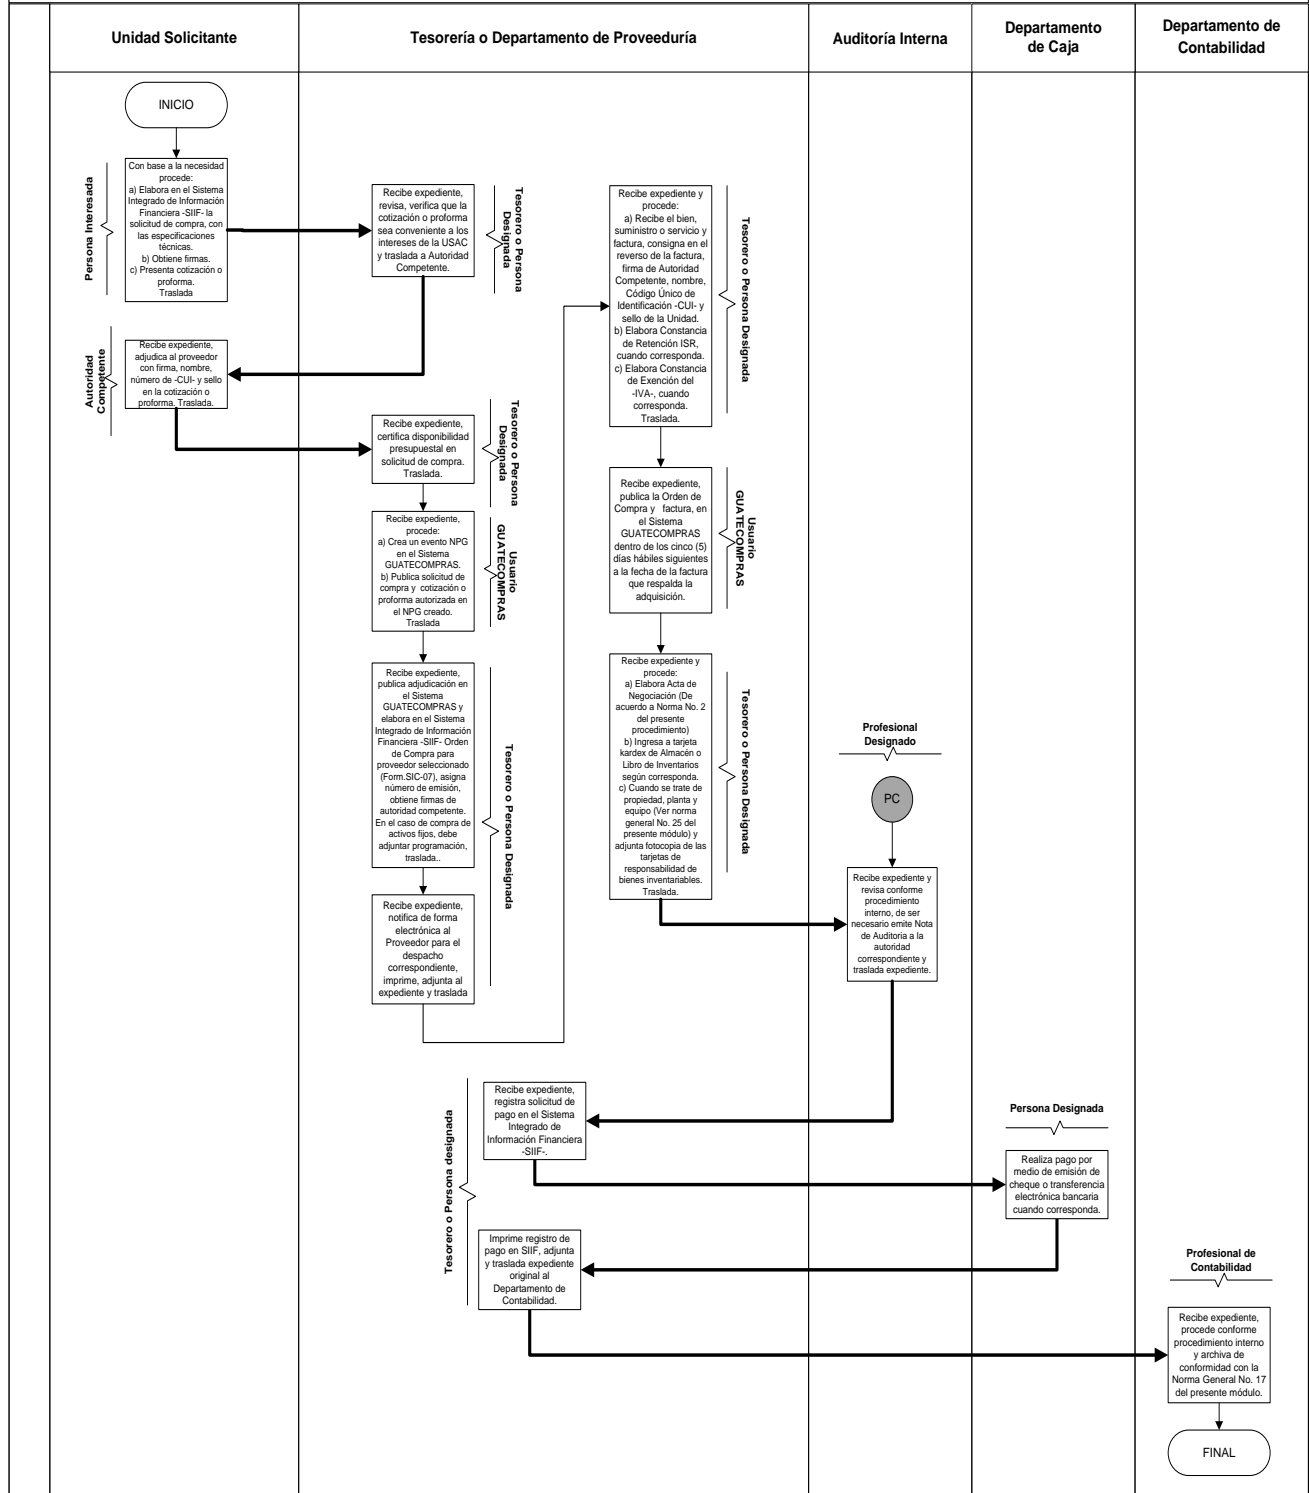 Unidad Solicitante
Tesorería o Departamento de Proveeduría
Auditoría Interna
Departamento
de Caja
Departamento de
Contabilidad
INICIO
Persona Interesada
Con base a la necesidad
procede:
a) Elabora en el Sistema
Integrado de Información
Financiera -SIIF- la
solicitud de compra, con
las especificaciones
técnicas.
b) Obtiene firmas.
c) Presenta cotización o
proforma.
Traslada
Recibe expediente,
revisa, verifica que la
cotización o proforma
sea conveniente a los
intereses de la USAC
y traslada a Autoridad
Competente.
Tesorero o Persona
Designada
Autoridad
Competente
Recibe expediente,
adjudica al proveedor
con firma, nombre,
número de -CUI- y sello
en la cotización o
proforma. Traslada.
Recibe expediente,
certifica disponibilidad
presupuestal en
solicitud de compra.
Traslada.
Tesorero o Persona
Designada
Recibe expediente,
procede:
a) Crea un evento NPG
en el Sistema
GUATECOMPRAS.
b) Publica solicitud de
compra y cotización o
proforma autorizada en
el NPG creado.
Traslada
Usuario
GUATECOMPRAS
Recibe expediente,
publica adjudicación en
el Sistema
GUATECOMPRAS y
elabora en el Sistema
Integrado de Información
Financiera -SIIF- Orden
de Compra para
proveedor seleccionado
(Form.SIC-07), asigna
número de emisión,
obtiene firmas de
autoridad competente.
En el caso de compra de
activos fijos, debe
adjuntar programación,
traslada..
Tesorero o Persona Designada
Recibe expediente,
notifica de forma
electrónica al
Proveedor para el
despacho
correspondiente,
imprime, adjunta al
expediente y traslada
Recibe expediente y
procede:
a) Recibe el bien,
suministro o servicio y
factura, consigna en el
reverso de la factura,
firma de Autoridad
Competente, nombre,
Código Único de
Identificación -CUI- y
sello de la Unidad.
b) Elabora Constancia
de Retención ISR,
cuando corresponda.
c) Elabora Constancia
de Exención del
-IVA-, cuando
corresponda.
Traslada.
Tesorero o Persona Designada
Recibe expediente,
publica la Orden de
Compra y factura, en
el Sistema
GUATECOMPRAS
dentro de los cinco (5)
días hábiles siguientes
a la fecha de la factura
que respalda la
adquisición.
Usuario
GUATECOMPRAS
Recibe expediente y
procede:
a) Elabora Acta de
Negociación (De
acuerdo a Norma No. 2
del presente
procedimiento)
b) Ingresa a tarjeta
kardex de Almacén o
Libro de Inventarios
según corresponda.
c) Cuando se trate de
propiedad, planta y
equipo (Ver norma
general No. 25 del
presente módulo) y
adjunta fotocopia de las
tarjetas de
responsabilidad de
bienes inventariables.
Traslada.
Tesorero o Persona Designada
Profesional
Designado
PC
Recibe expediente y
revisa conforme
procedimiento
interno, de ser
necesario emite Nota
de Auditoria a la
autoridad
correspondiente y
traslada expediente.
Tesorero o Persona designada
Recibe expediente,
registra solicitud de
pago en el Sistema
Integrado de
Información Financiera
-SIIF-.
Persona Designada
Realiza pago por
medio de emisión de
cheque o transferencia
electrónica bancaria
cuando corresponda.
Imprime registro de
pago en SIIF, adjunta
y traslada expediente
original al
Departamento de
Contabilidad.
Profesional de
Contabilidad
Recibe expediente,
procede conforme
procedimiento interno
y archiva de
conformidad con la
Norma General No. 17
del presente módulo.
FINAL